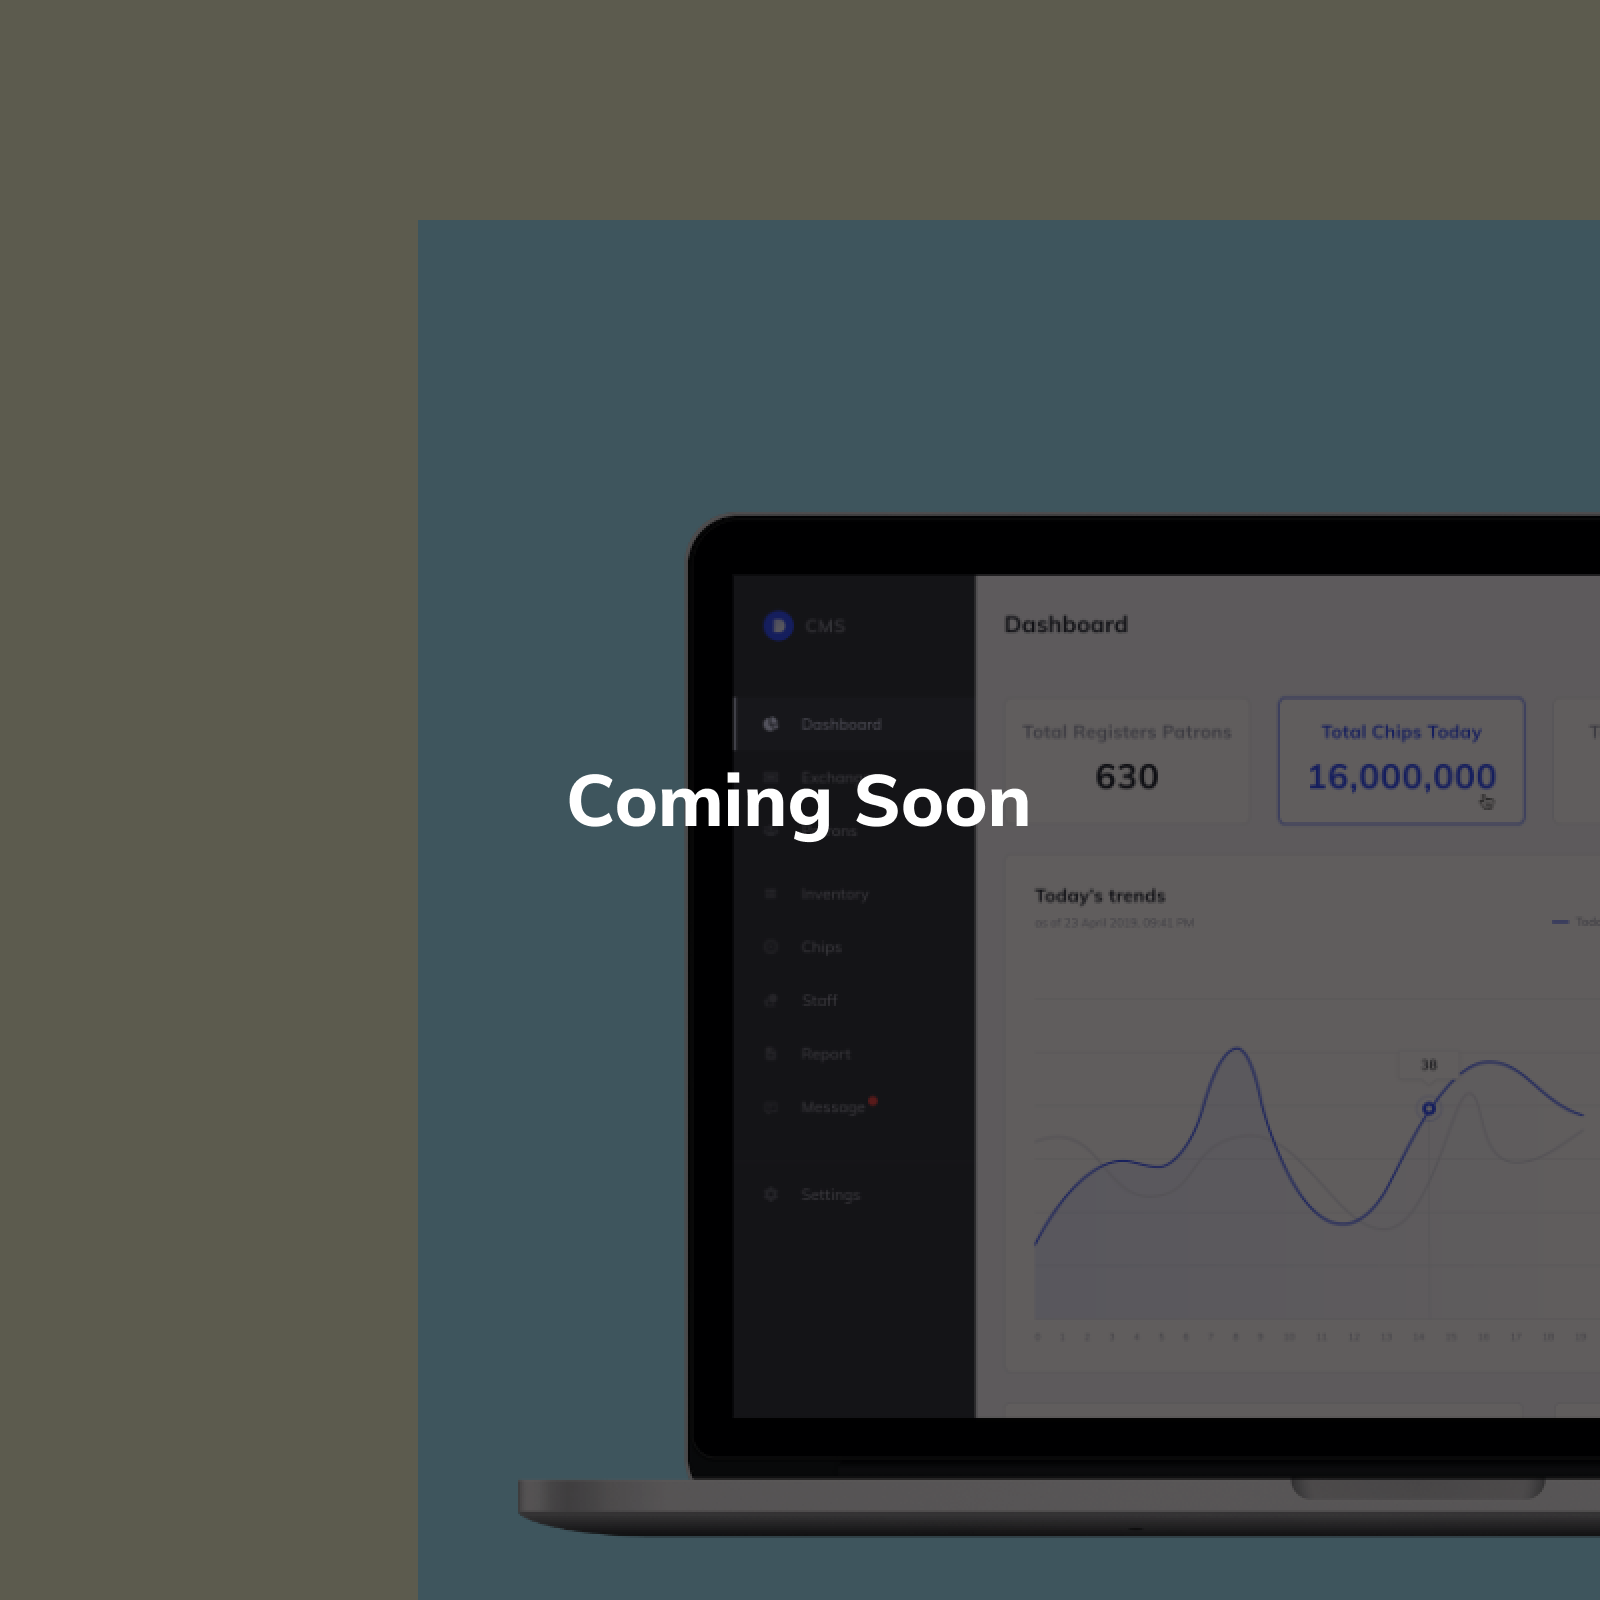 CMS
Dashboard
Dashboard
Total Registers Patrons
630
Total Chips Today
16,000,000
Coming Soon
Inventory
Chips
Staff
Report
Message
Settings
Today's trends
as of 23 April 2019, 09:41 PM
38
0 1 2 3 4 5 6 7 8 9 10 11 12 13 14 15 16 17 18 19